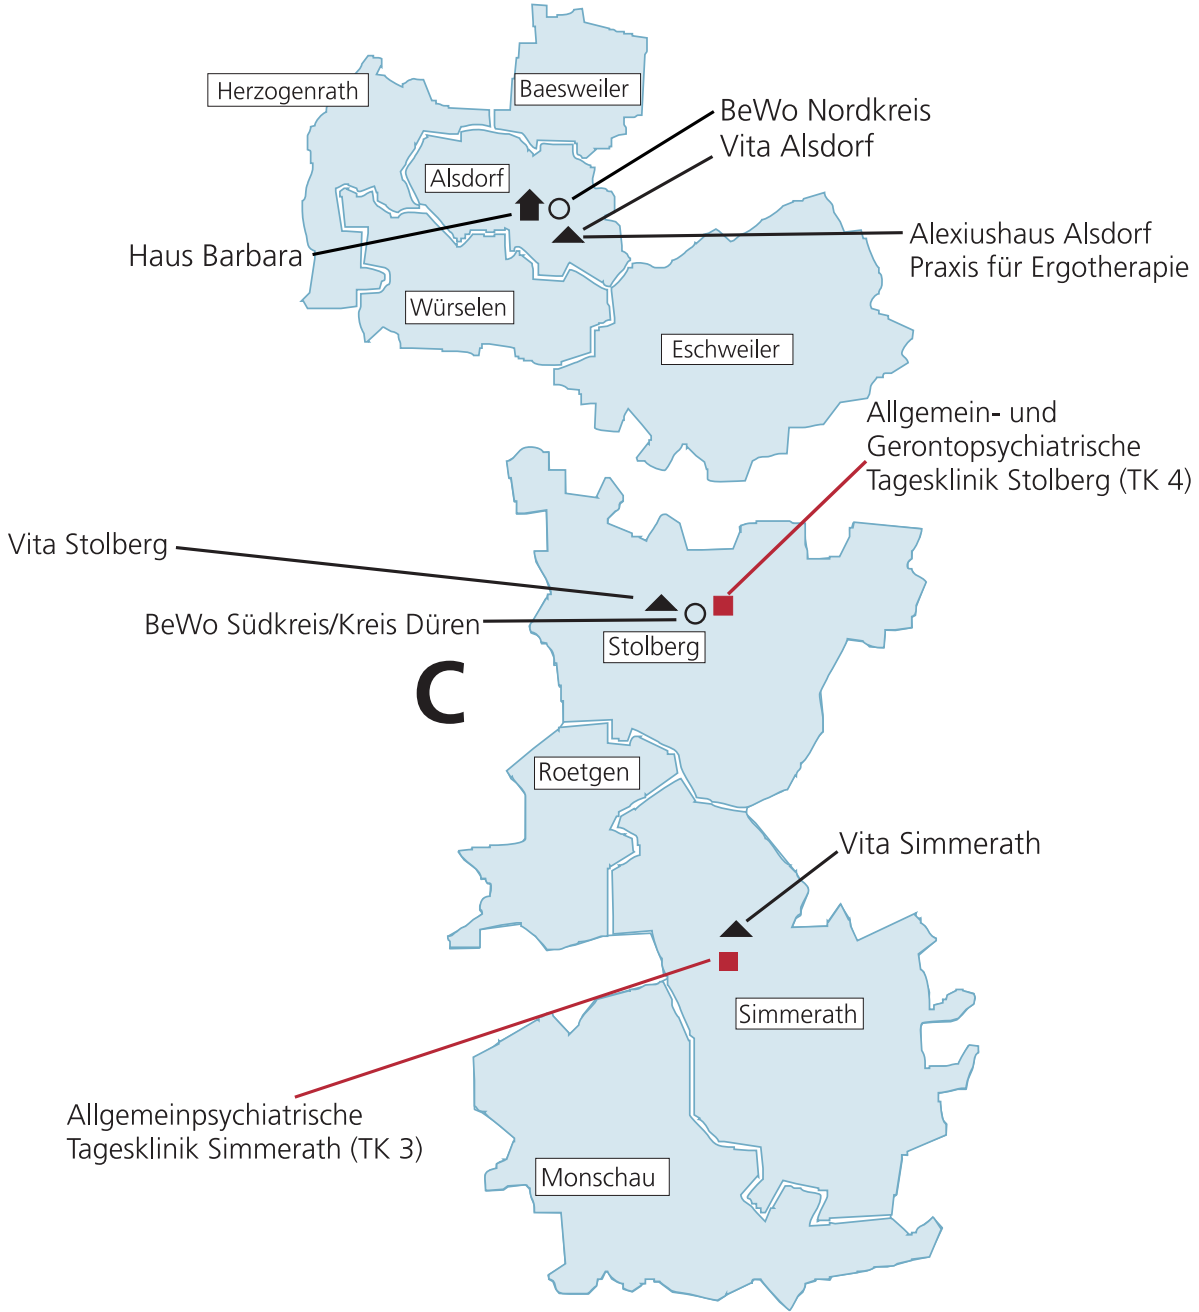 Herzogenrath
Baesweiler
BeWo Nordkreis
Vita Alsdorf
Alsdorf
Haus Barbara
Alexiushaus Alsdorf
Praxis für Ergotherapie
Würselen
Eschweiler
Allgemein- und
Gerontopsychiatrische
Tagesklinik Stolberg (TK 4)
Vita Stolberg
BeWo Südkreis/Kreis Düren
Stolberg
C
Roetgen
Vita Simmerath
Simmerath
Allgemeinpsychiatrische
Tagesklinik Simmerath (TK 3)
Monschau